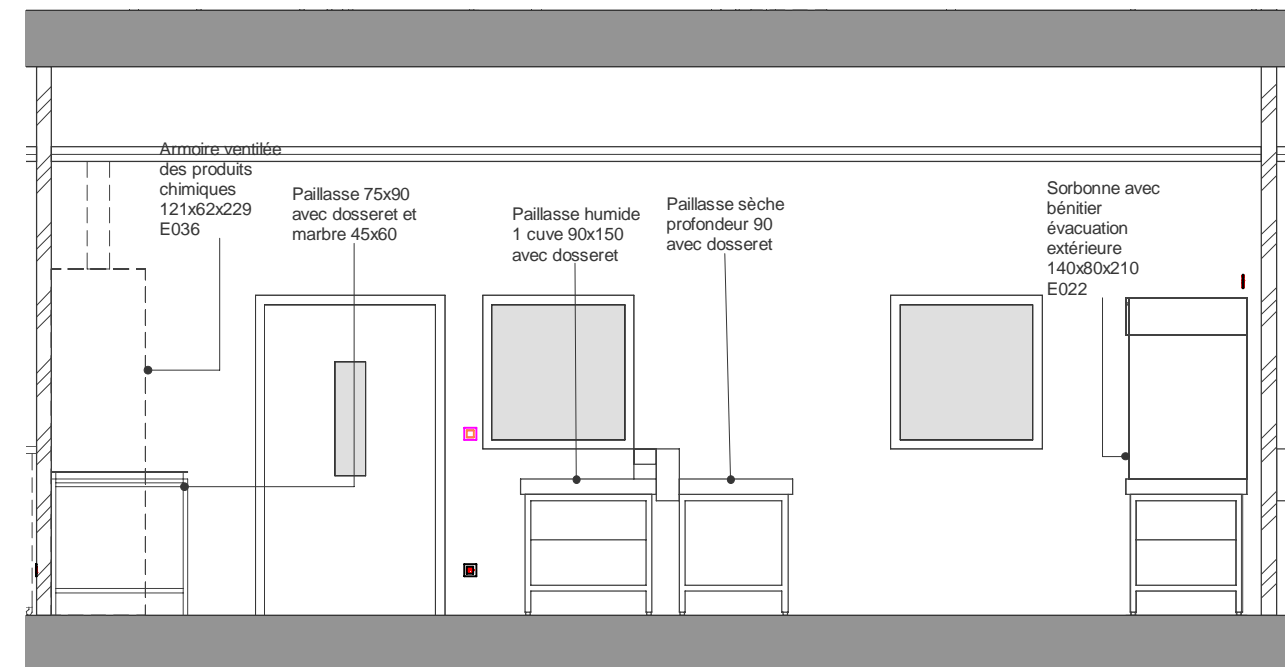 Armoire ventilée
des produits
chimiques
121x62x229
E036
Paillasse 75x90
avec dosseret et
marbre 45x60
Paillasse humide
1 cuve 90x150
avec dosseret
Paillasse sèche
profondeur 90
avec dosseret
Sorbonne avec
bénitier
évacuation
extérieure
140x80x210
E022